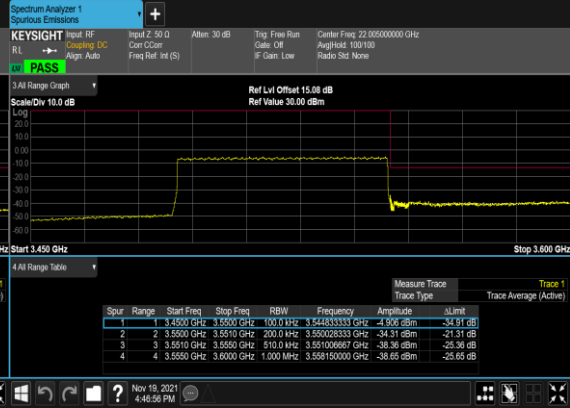 Spectrum Analyzer 1
Spurious Emissions
+
KEYSIGHT Input: RF Input Z: 50 Ω Atten: 30 dB Trig: Free Run Center Freq: 22.005000000 GHz
RL Coupling: DC Corr CCorr Gate: Off Avg|Hold: 100/100
Align: Auto Freq Ref: Int (S) IF Gain: Low Radio Std: None
PASS
3 All Range Graph
Ref Lvl Offset 15.08 dB
Scale/Div 10.0 dB Ref Value 30.00 dBm
Log
20.0
10.0
0.00
-10.0
-20.0
-30.0
-40.0
-50.0
-60.0
Hz Start 3.450 GHz Stop 3.600 GHz
4 All Range Table
Measure Trace Trace 1
Trace Type Trace Average (Active)
Spur Range Start Freq Stop Freq RBW Frequency Amplitude ΔLimit
1 1 3.4500 GHz 3.5500 GHz 100.0 kHz 3.544833333 GHz -4.906 dBm -34.91 dB
2 2 3.5500 GHz 3.5510 GHz 200.0 kHz 3.550028333 GHz -34.31 dBm -21.31 dB
3 3 3.5510 GHz 3.5550 GHz 510.0 kHz 3.551006667 GHz -38.36 dBm -25.36 dB
4 4 3.5550 GHz 3.6000 GHz 1.000 MHz 3.558150000 GHz -38.65 dBm -25.65 dB
? Nov 19, 2021
4:46:56 PM